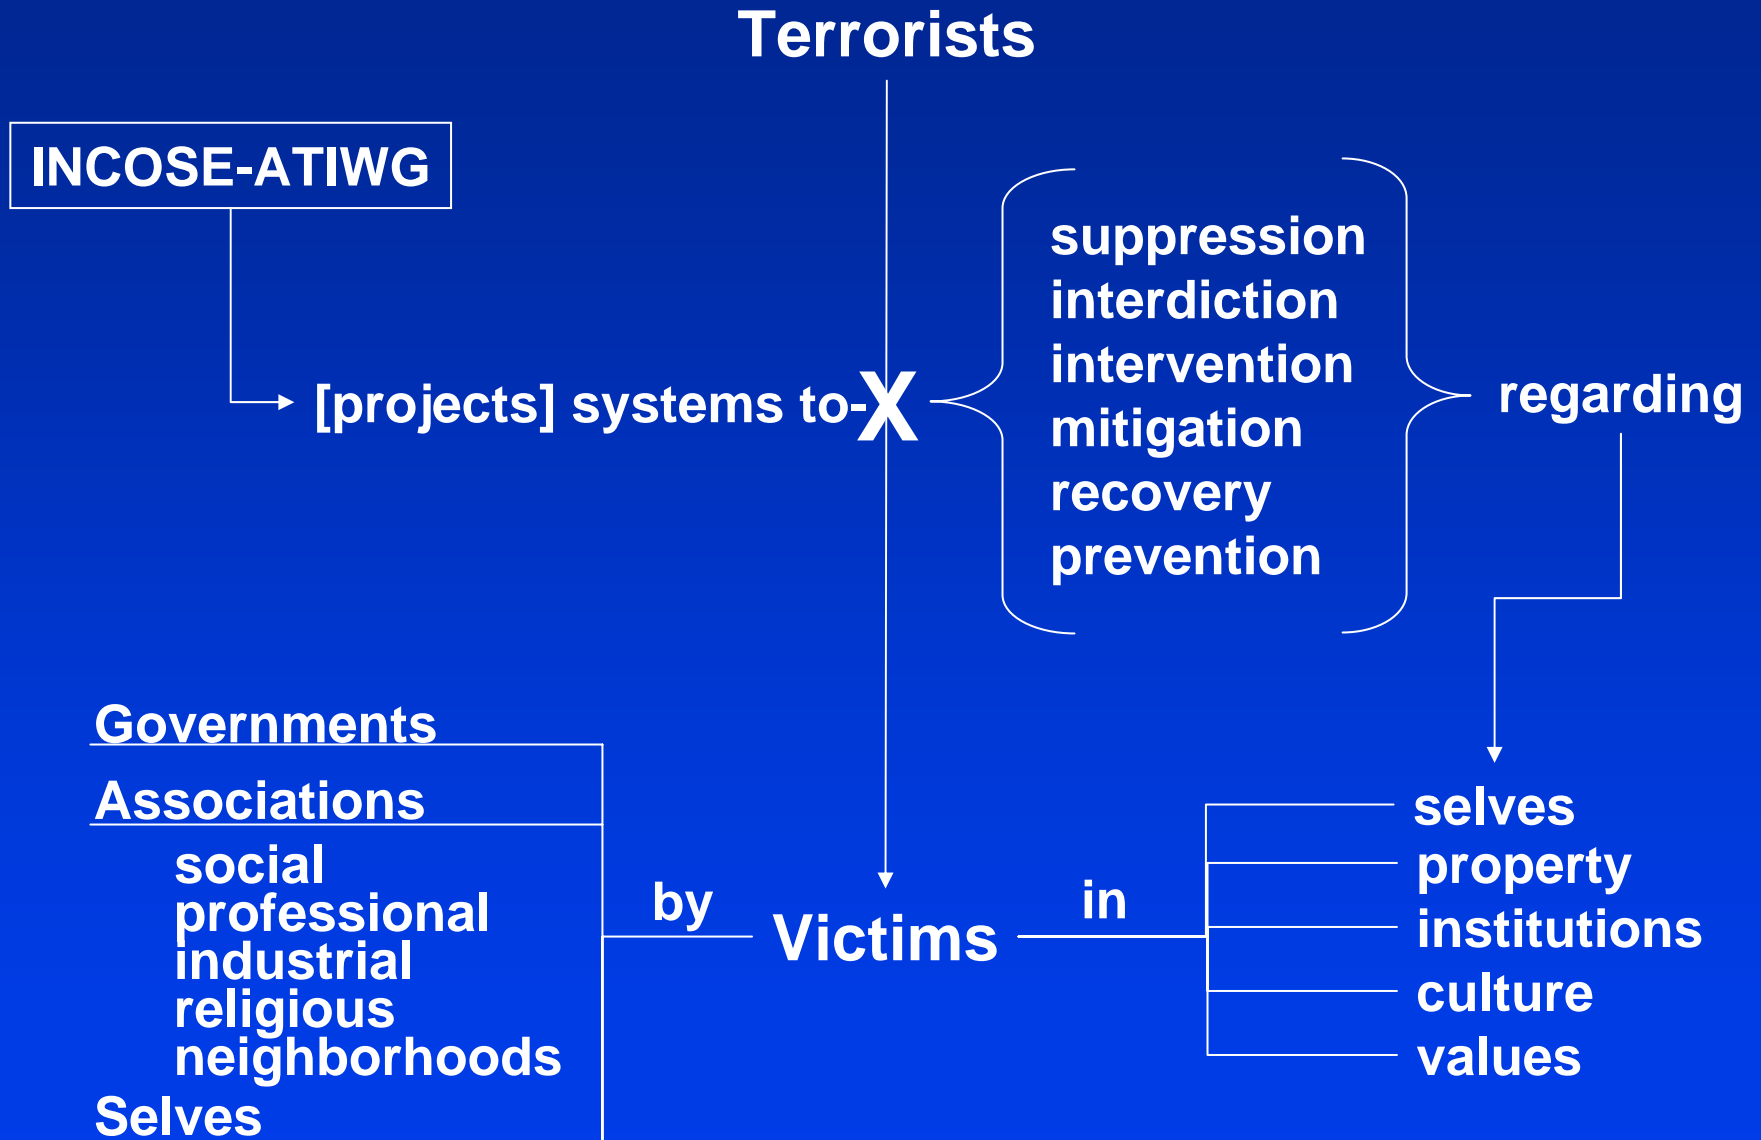 Terrorists
INCOSE-ATIWG
[projects] systems to-X
suppression
interdiction
intervention
mitigation
recovery
prevention
regarding
Governments
Associations
social
professional
industrial
religious
neighborhoods
Selves
by
Victims
in
selves
property
institutions
culture
values